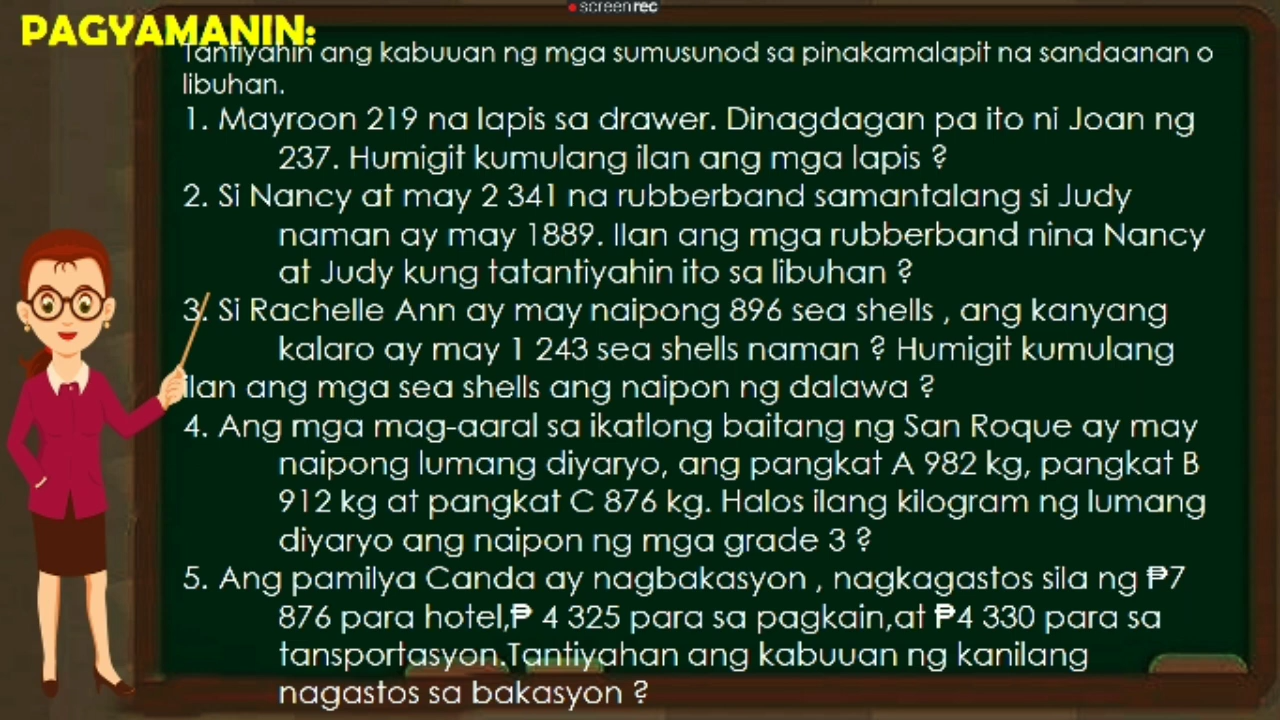 screenrec
PAGYAMANIN:
Tantiyahin ang kabuuan ng mga sumusunod sa pinakamalapit na sandaanan o
libuhan.
1. Mayroon 219 na lapis sa drawer. Dinagdagan pa ito ni Joan ng
237. Humigit kumulang ilan ang mga lapis ?
2. Si Nancy at may 2 341 na rubberband samantalang si Judy
naman ay may 1889. Ilan ang mga rubberband nina Nancy
at Judy kung tatantiyahin ito sa libuhan ?
3. Si Rachelle Ann ay may naipong 896 sea shells , ang kanyang
kalaro ay may 1 243 sea shells naman ? Humigit kumulang
ilan ang mga sea shells ang naipon ng dalawa ?
4. Ang mga mag-aaral sa ikatlong baitang ng San Roque ay may
naipong lumang diyaryo, ang pangkat A 982 kg, pangkat B
912 kg at pangkat C 876 kg. Halos ilang kilogram ng lumang
diyaryo ang naipon ng mga grade 3 ?
5. Ang pamilya Canda ay nagbakasyon , nagkagastos sila ng ₱7
876 para hotel,₱ 4 325 para sa pagkain,at ₱4 330 para sa
tansportasyon.Tantiyahan ang kabuuan ng kanilang
nagastos sa bakasyon ?